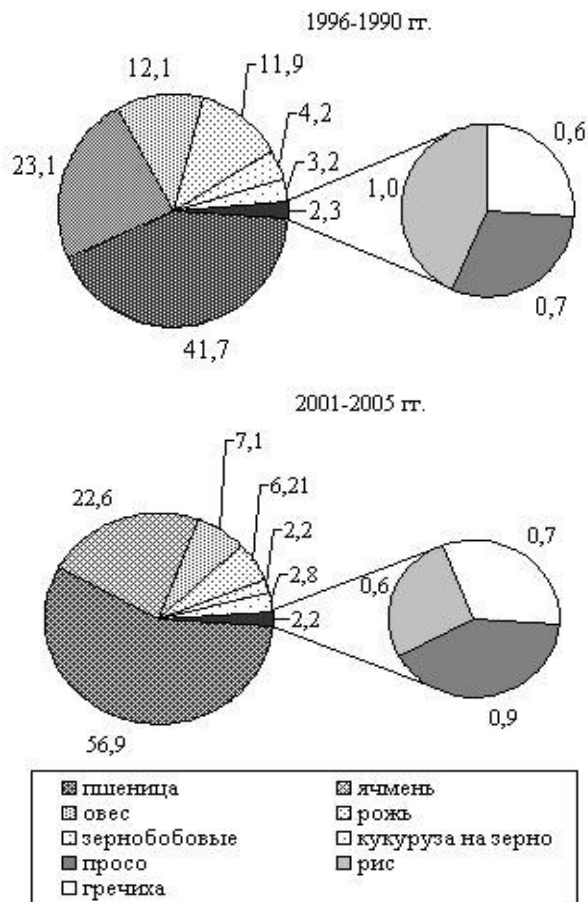 1996-1990 гг.
12,1
11,9
4,2
3,2
2,3
23,1
41,7
0,6
1,0
0,7
2001-2005 гг.
7,1
22,6
6,21
2,2
2,8
2,2
56,9
0,7
0,6
0,9
пшеница ячмень
овес рожь
зернобобовые кукуруза на зерно
просо рис
гречиха